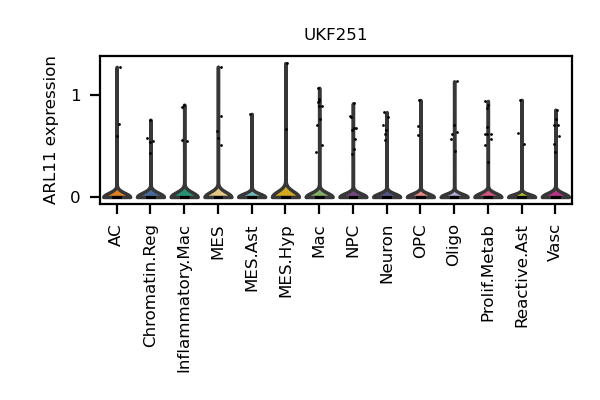 UKF251
ARL11 expression
1
0
AC
Chromatin.Reg
Inflammatory.Mac
MES
MES.Ast
MES.Hyp
Mac
NPC
Neuron
OPC
Oligo
Prolif.Metab
Reactive.Ast
Vasc